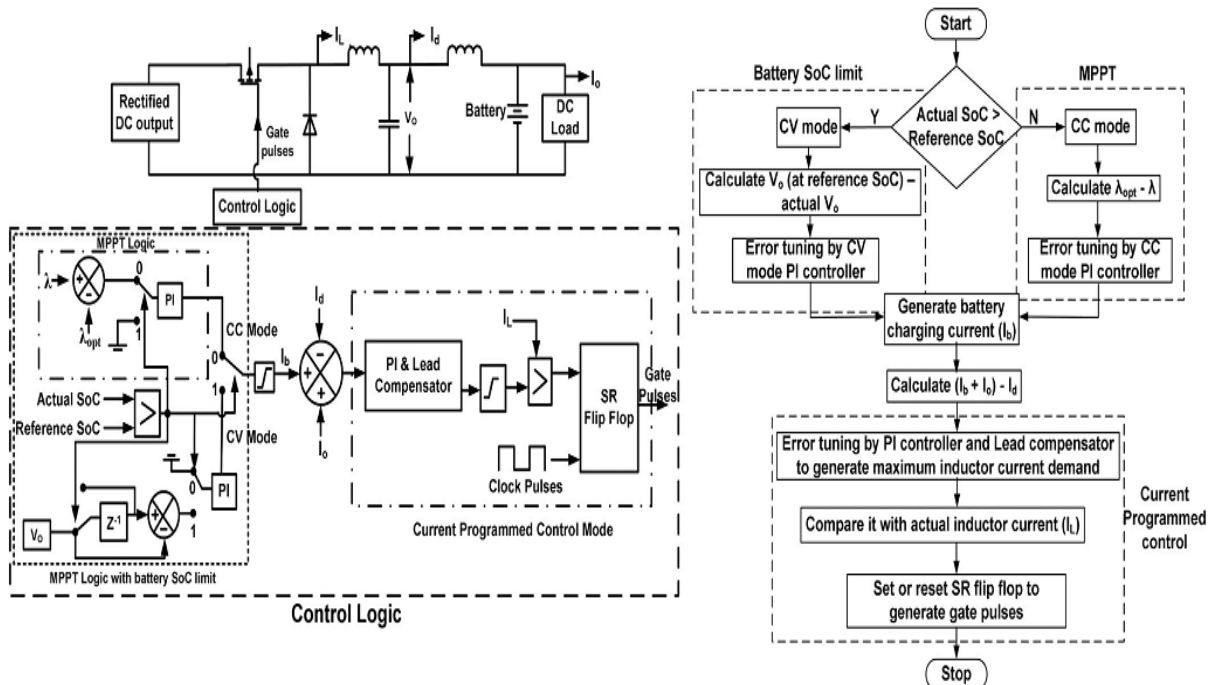 I_L
I_d
I_o
Rectified
DC output
Gate
pulses
V_o
Battery
DC
Load
Control Logic
MPPT Logic
λ
+
−
λ_opt
0
1
PI
CC Mode
0
1
I_b
CV Mode
Actual SoC
Reference SoC
>
0
PI
V_o
Z⁻¹
+
−
1
MPPT Logic with battery SoC limit
I_d
−
+
+
I_o
PI & Lead
Compensator
I_L
>
Clock Pulses
SR
Flip Flop
Gate
Pulses
Current Programmed Control Mode
Control Logic
Start
Battery SoC limit
MPPT
Actual SoC >
Reference SoC
Y
N
CV mode
CC mode
Calculate V_o (at reference SoC) –
actual V_o
Calculate λ_opt - λ
Error tuning by CV
mode PI controller
Error tuning by CC
mode PI controller
Generate battery
charging current (I_b)
Calculate (I_b + I_o) - I_d
Error tuning by PI controller and Lead compensator
to generate maximum inductor current demand
Compare it with actual inductor current (I_L)
Set or reset SR flip flop to
generate gate pulses
Current
Programmed
control
Stop